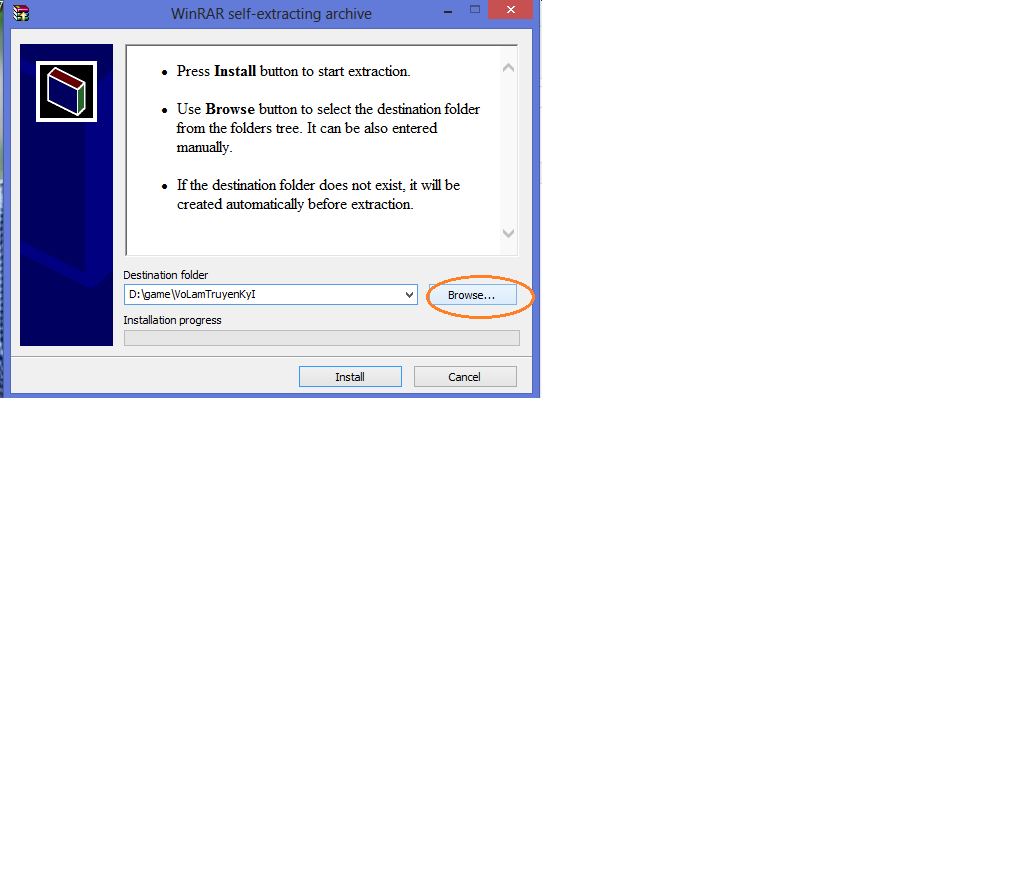 WinRAR self-extracting archive
Press Install button to start extraction.
Use Browse button to select the destination folder
from the folders tree. It can be also entered
manually.
If the destination folder does not exist, it will be
created automatically before extraction.
Destination folder
D:\game\VoLamTruyenKyI
Browse...
Installation progress
Install
Cancel